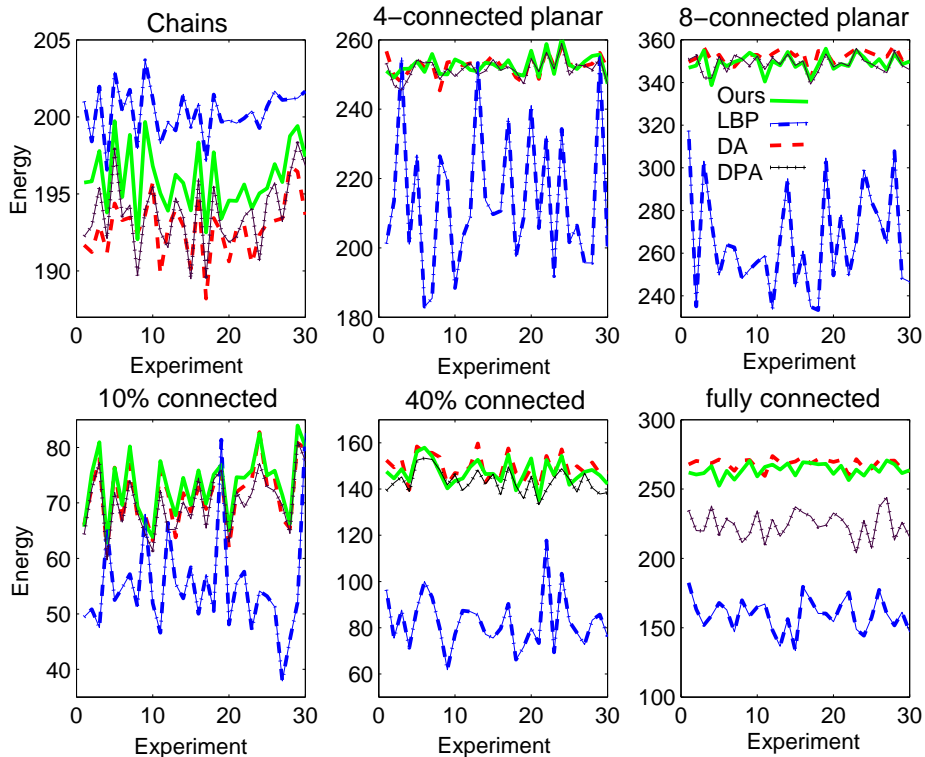 Chains
4−connected planar
8−connected planar
205
200
195
190
Energy
0 10 20 30
Experiment
260
240
220
200
180
0 10 20 30
Experiment
360
340
320
300
280
260
240
Ours
LBP
DA
DPA
0 10 20 30
Experiment
10% connected
40% connected
fully connected
80
70
60
50
40
Energy
0 10 20 30
Experiment
160
140
120
100
80
60
0 10 20 30
Experiment
300
250
200
150
100
0 10 20 30
Experiment